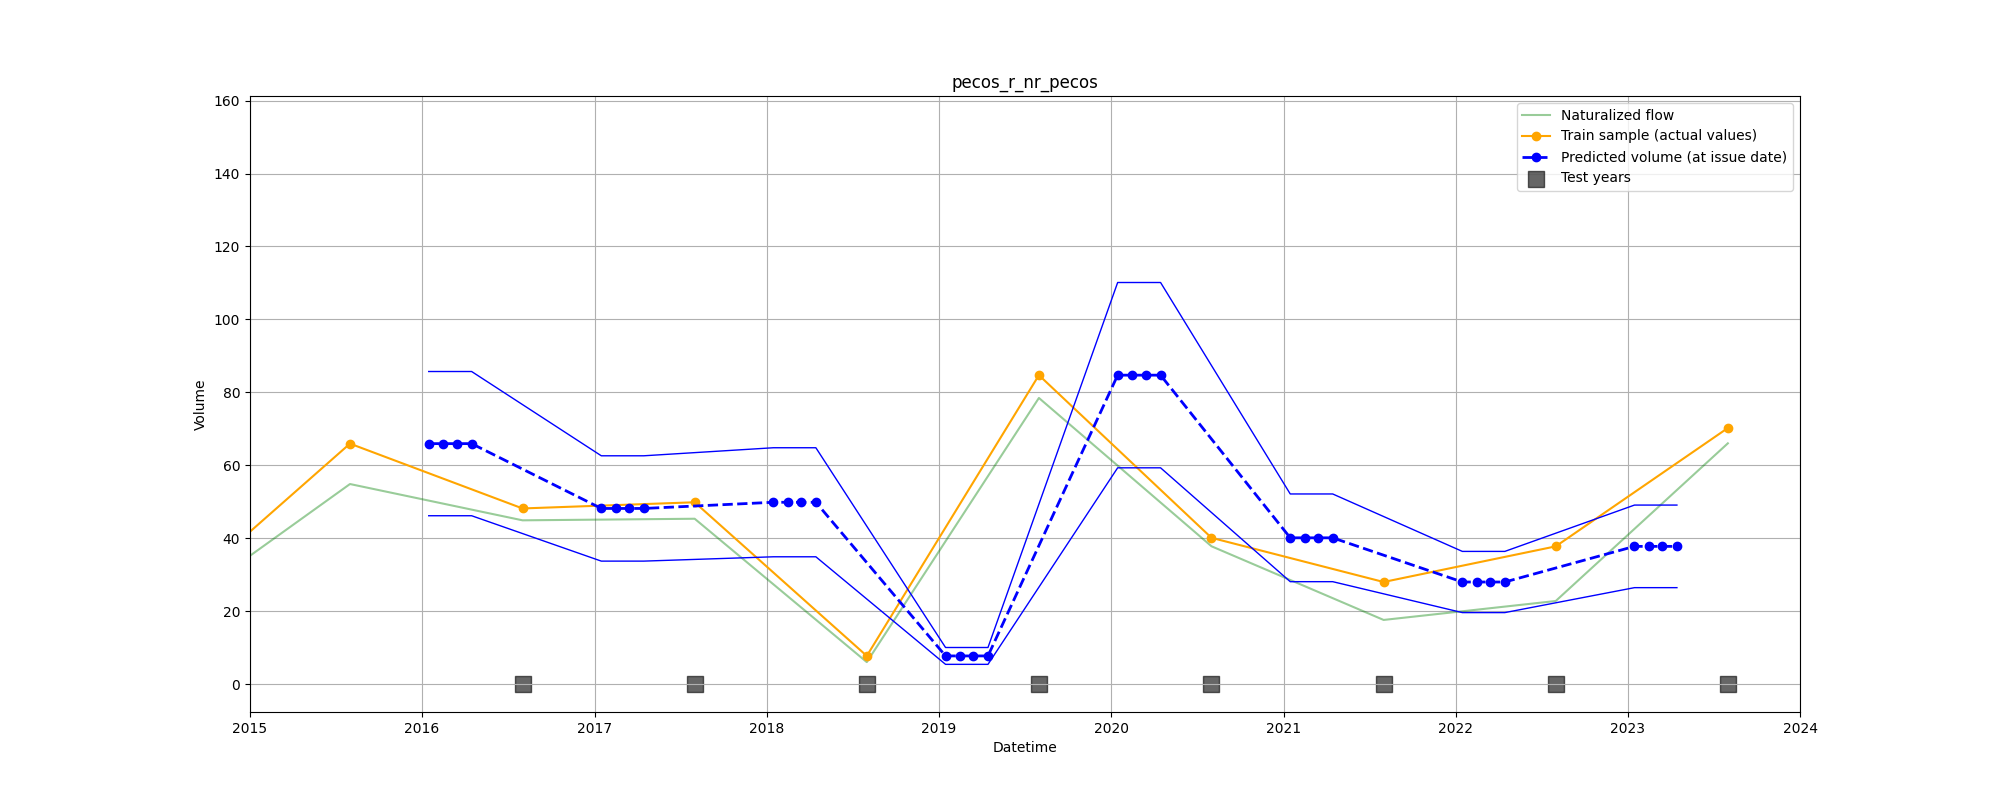 pecos_r_nr_pecos
160
140
120
100
80
60
40
20
0
Volume
Naturalized flow
Train sample (actual values)
Predicted volume (at issue date)
Test years
2015 2016 2017 2018 2019 2020 2021 2022 2023 2024
Datetime